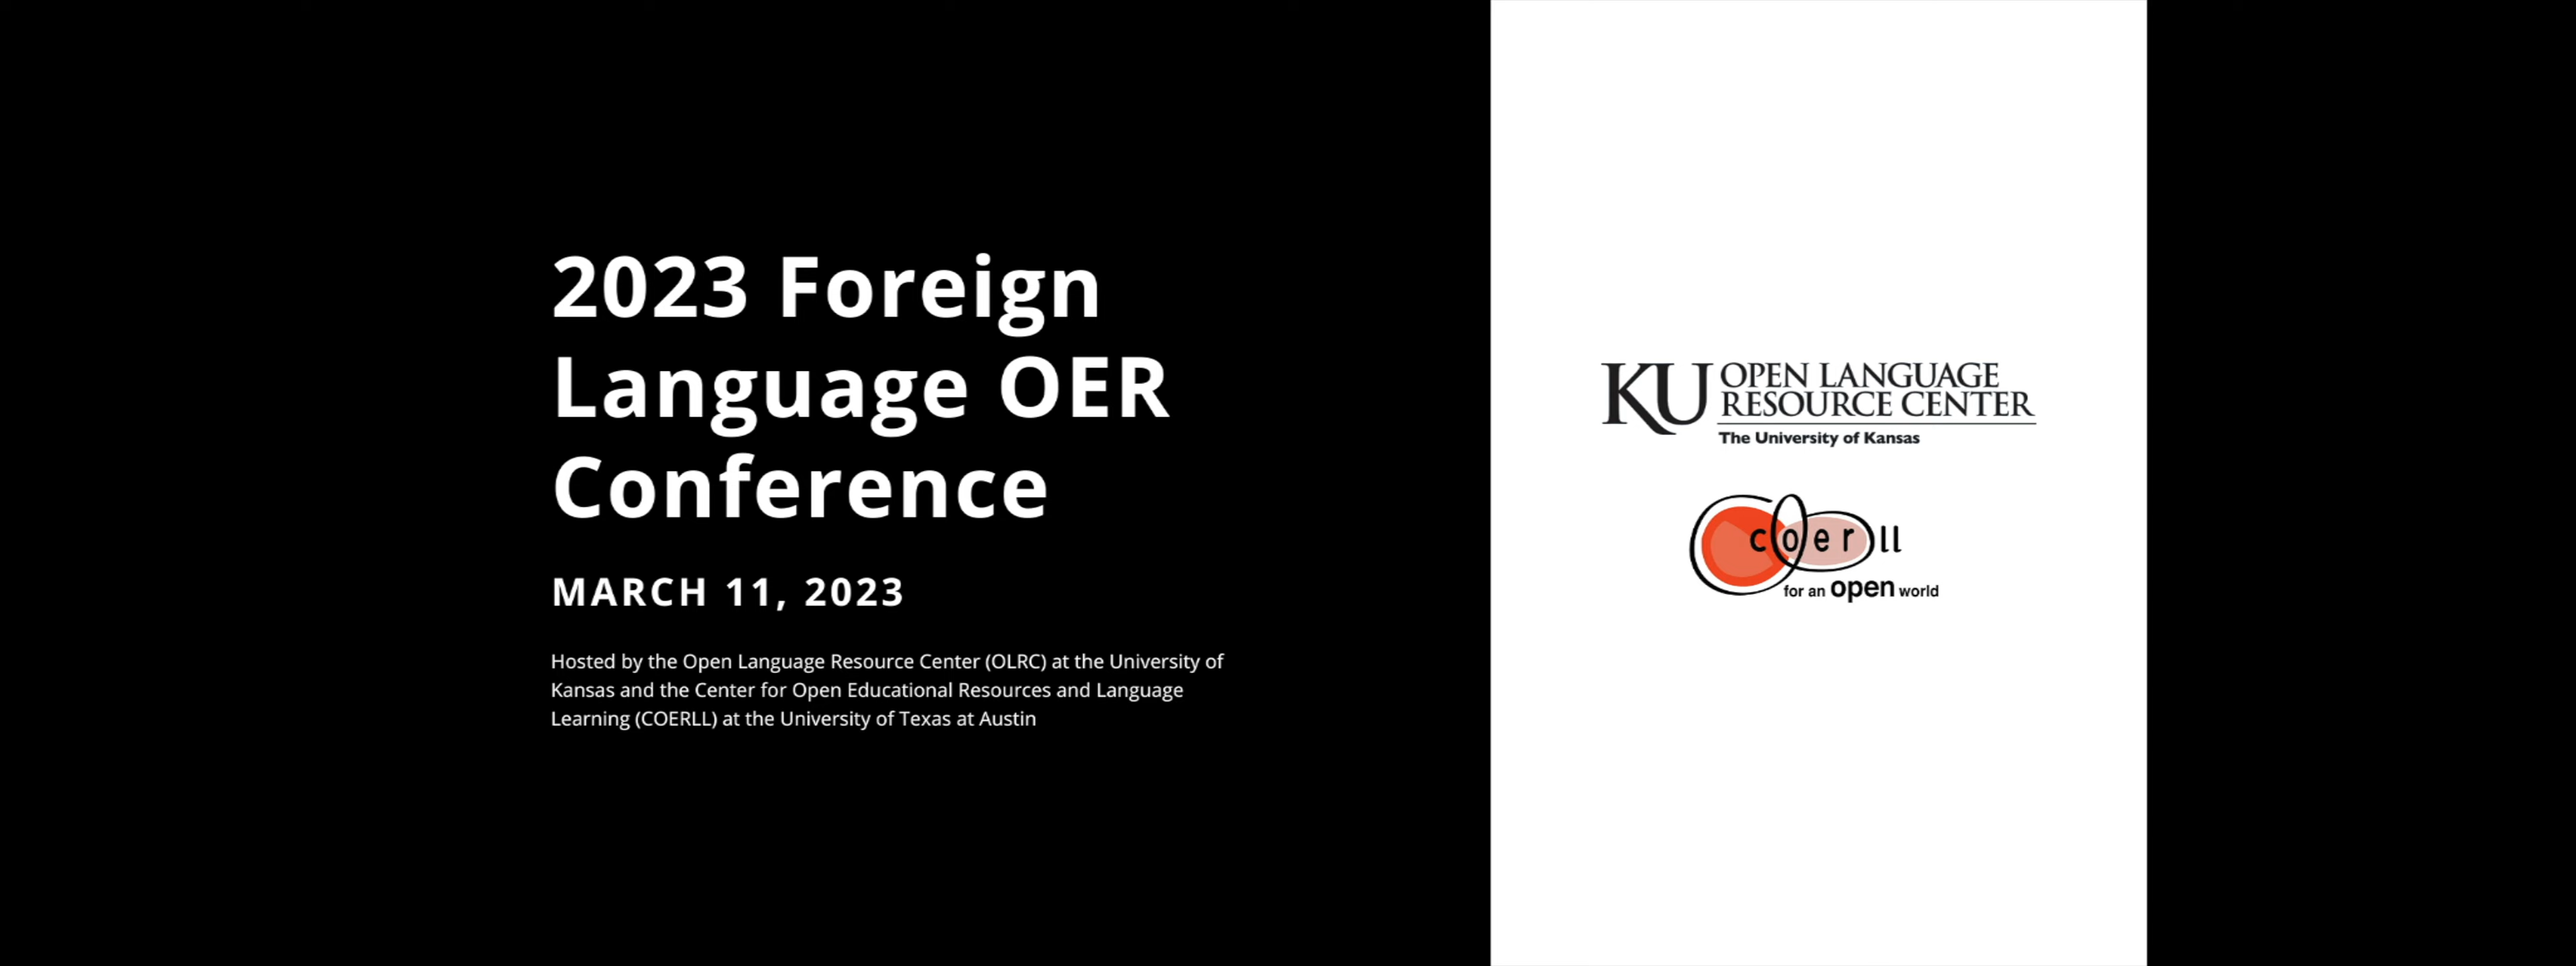 2023 Foreign
Language OER
Conference
MARCH 11, 2023
Hosted by the Open Language Resource Center (OLRC) at the University of
Kansas and the Center for Open Educational Resources and Language
Learning (COERLL) at the University of Texas at Austin
KU OPEN LANGUAGE
RESOURCE CENTER
The University of Kansas
coerll
for an open world